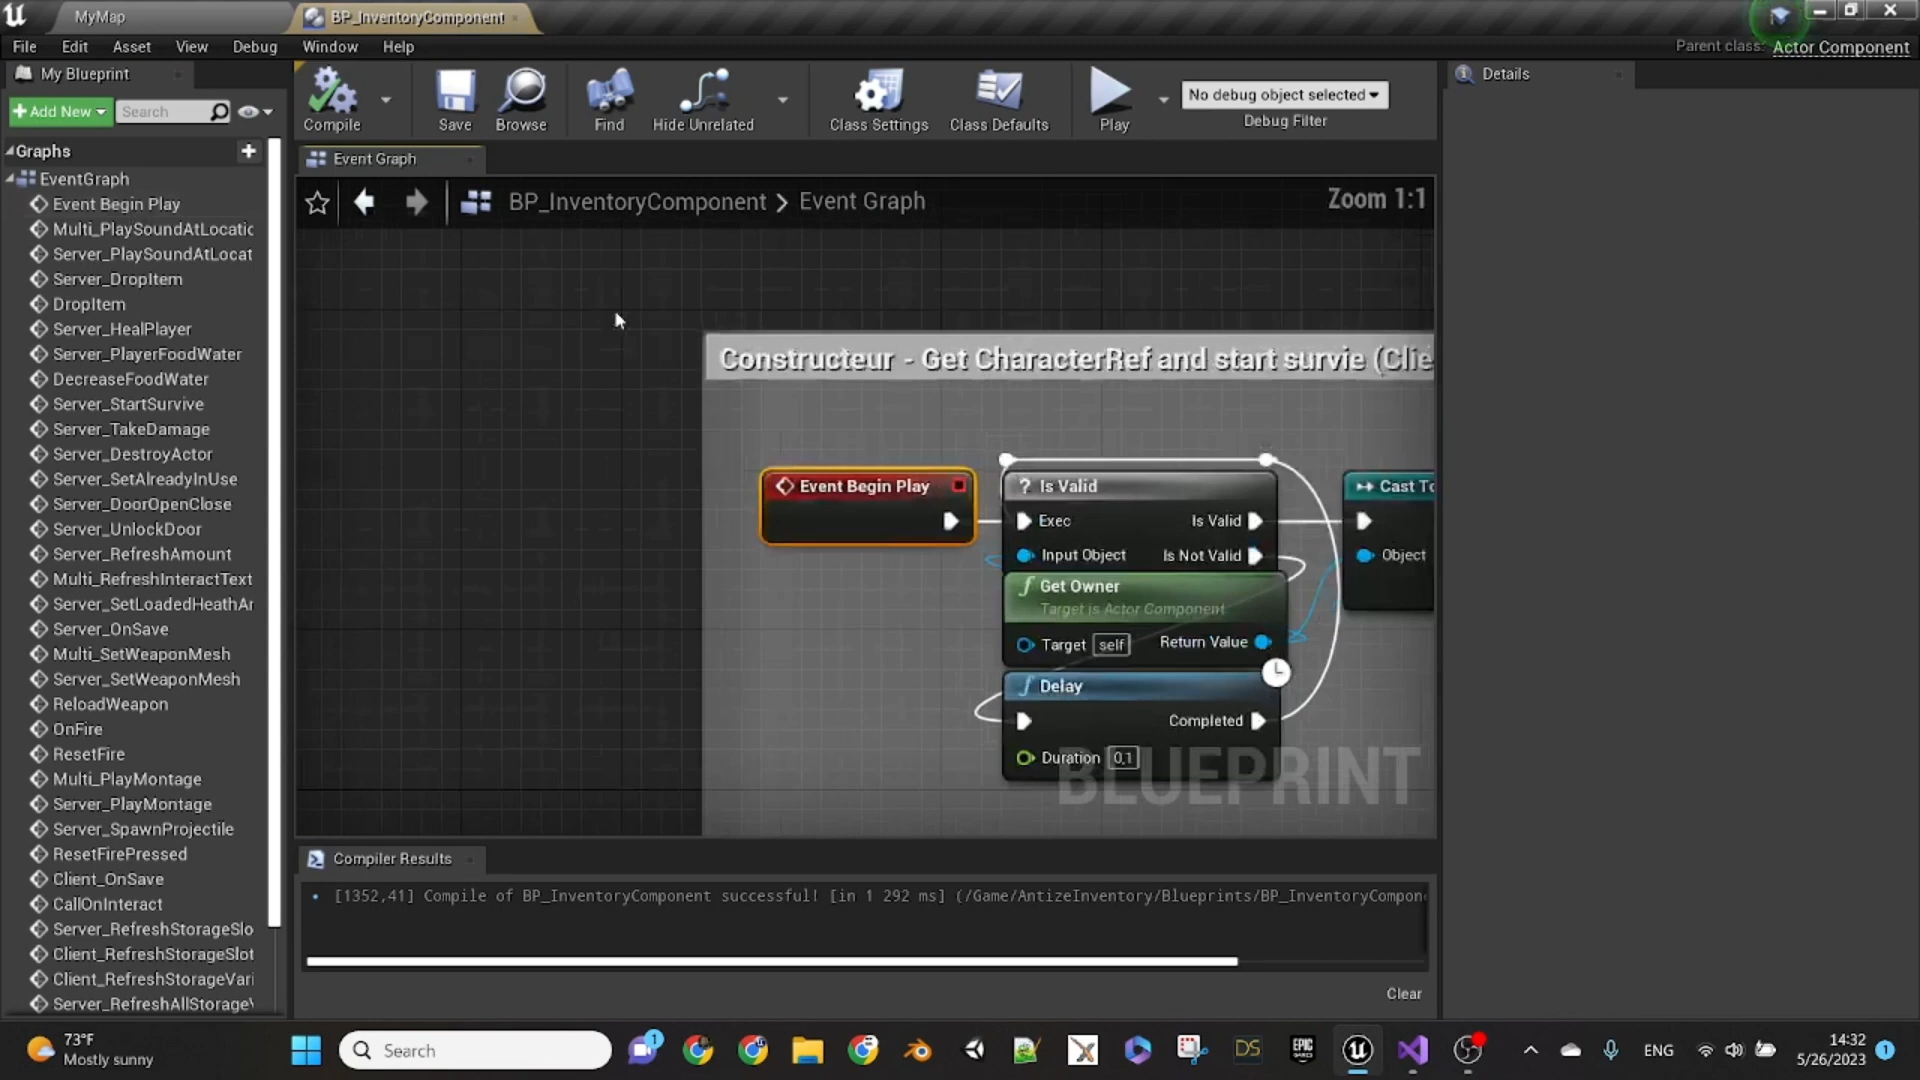 MyMap
BP_InventoryComponent
File Edit Asset View Debug Window Help
Parent class: Actor Component
My Blueprint
Add New
Search
Compile
Save
Browse
Find
Hide Unrelated
Class Settings
Class Defaults
Play
No debug object selected
Debug Filter
Details
Graphs
EventGraph
Event Begin Play
Multi_PlaySoundAtLocatic
Server_PlaySoundAtLocat
Server_DropItem
DropItem
Server_HealPlayer
Server_PlayerFoodWater
DecreaseFoodWater
Server_StartSurvive
Server_TakeDamage
Server_DestroyActor
Server_SetAlreadyInUse
Server_DoorOpenClose
Server_UnlockDoor
Server_RefreshAmount
Multi_RefreshInteractText
Server_SetLoadedHeathAr
Server_OnSave
Multi_SetWeaponMesh
Server_SetWeaponMesh
ReloadWeapon
OnFire
ResetFire
Multi_PlayMontage
Server_PlayMontage
Server_SpawnProjectile
ResetFirePressed
Client_OnSave
CallOnInteract
Server_RefreshStorageSlo
Client_RefreshStorageSlot
Client_RefreshStorageVari
Server_RefreshAllStorageV
Event Graph
BP_InventoryComponent > Event Graph
Zoom 1:1
Constructeur - Get CharacterRef and start survie (Clie
Event Begin Play
? Is Valid
Exec Is Valid
Input Object Is Not Valid
f Get Owner
Target is Actor Component
Target self Return Value
f Delay
Completed
Duration 0,1
Cast To
Object
BLUEPRINT
Compiler Results
[1352,41] Compile of BP_InventoryComponent successful! [in 1 292 ms] (/Game/AntizeInventory/Blueprints/BP_InventoryCompon
Clear
73°F
Mostly sunny
Search
1
DS
EPIC GAMES
ENG
14:32
5/26/2023
1